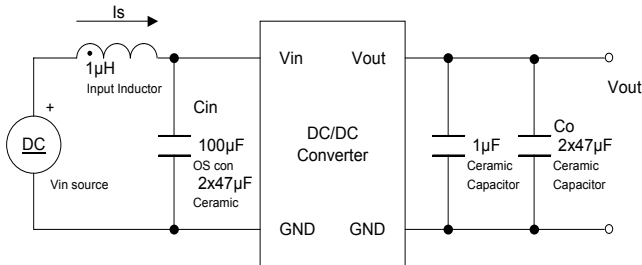 Is
1µH
Input Inductor
+
DC
Vin source
Cin
100µF
OS con
2x47µF
Ceramic
Vin
Vout
DC/DC
Converter
GND
GND
1µF
Ceramic
Capacitor
Co
2x47µF
Ceramic
Capacitor
Vout